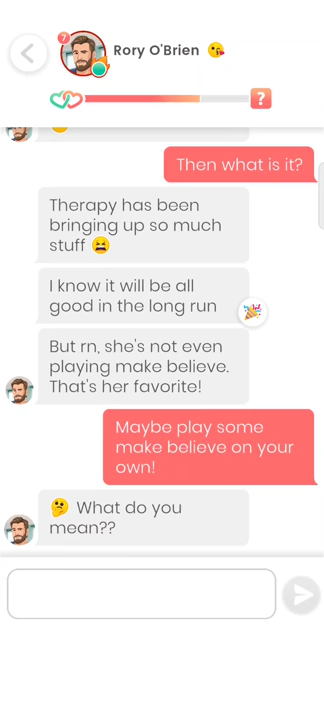 7
Rory O'Brien 😘
?
Then what is it?
Therapy has been
bringing up so much
stuff 😫
I know it will be all
good in the long run
But rn, she's not even
playing make believe.
That's her favorite!
Maybe play some
make believe on your
own!
🤔 What do you
mean??